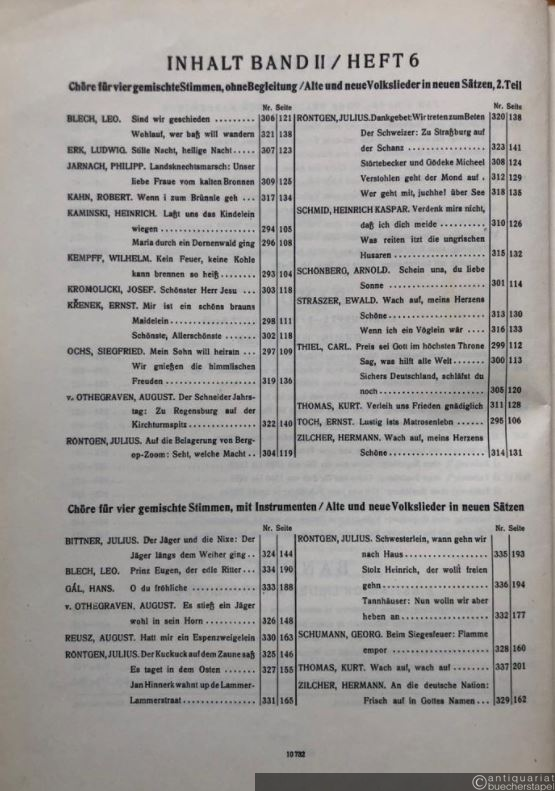 INHALT BAND II / HEFT 6
Chöre für vier gemischte Stimmen, ohne Begleitung / Alte und neue Volkslieder in neuen Sätzen, 2. Teil
Nr. Seite
BLECH, LEO. Sind wir geschieden ......... 306 121
Wohlauf, wer baß will wandern 321 138
ERK, LUDWIG. Stille Nacht, heilige Nacht ..... 307 123
JARNACH, PHILIPP. Landsknechtsmarsch: Unser
liebe Fraue vom kalten Bronnen 309 125
KAHN, ROBERT. Wenn i zum Brünnle geh ... 317 134
KAMINSKI, HEINRICH. Laßt uns das Kindelein
wiegen .................. 294 105
Maria durch ein Dornenwald ging 296 108
KEMPFF, WILHELM. Kein Feuer, keine Kohle
kann brennen so heiß ........ 293 104
KROMOLICKI, JOSEF. Schönster Herr Jesu ... 303 118
KŘENEK, ERNST. Mir ist ein schöns brauns
Maidelein ................ 298 111
Schönste, Allerschönste ....... 302 118
OCHS, SIEGFRIED. Mein Sohn will heiratn ... 297 109
Wir gnießen die himmlischen
Freuden .................. 319 136
v. OTHEGRAVEN, AUGUST. Der Schneider Jahrs-
tag: Zu Regensburg auf der
Kirchturmspitz ............ 322 140
RÖNTGEN, JULIUS. Auf die Belagerung von Berg-
op-Zoom: Seht, welche Macht .. 304 119
Nr. Seite
RÖNTGEN, JULIUS. Dankgebet: Wir treten zum Beten 320 138
Der Schweizer: Zu Straßburg auf
der Schanz ................ 323 141
Störtebecker und Gödeke Micheel 308 124
Verstohlen geht der Mond auf . 312 129
Wer geht mit, juchhe! über See 318 135
SCHMID, HEINRICH KASPAR. Verdenk mirs nicht,
daß ich dich meide .......... 310 126
Was reiten itzt die ungrischen
Husaren .................. 315 132
SCHÖNBERG, ARNOLD. Schein uns, du liebe
Sonne .................... 301 114
STRÄSZER, EWALD. Wach auf, meins Herzens
Schöne ................... 313 130
Wenn ich ein Vöglein wär .... 316 133
THIEL, CARL. Preis sei Gott im höchsten Throne 299 112
Sag, was hilft alle Welt ....... 300 113
Sichers Deutschland, schläfst du
noch ..................... 305 120
THOMAS, KURT. Verleih uns Frieden gnädiglich 311 128
TOCH, ERNST. Lustig ists Matrosenlebn ..... 295 106
ZILCHER, HERMANN. Wach auf, meins Herzens
Schöne ................... 314 131
Chöre für vier gemischte Stimmen, mit Instrumenten / Alte und neue Volkslieder in neuen Sätzen
Nr. Seite
BITTNER, JULIUS. Der Jäger und die Nixe: Der
Jäger längs dem Weiher ging .. 324 144
BLECH, LEO. Prinz Eugen, der edle Ritter ... 334 190
GÁL, HANS. O du fröhliche .............. 333 188
v. OTHEGRAVEN, AUGUST. Es stieß ein Jäger
wohl in sein Horn ........... 326 148
REUSZ, AUGUST. Hatt mir ein Espenzweigelein 330 163
RÖNTGEN, JULIUS. Der Kuckuck auf dem Zaune saß 325 146
Es taget in dem Osten ....... 327 155
Jan Hinnerk wahnt up de Lammer-
Lammerstraat .............. 331 165
Nr. Seite
RÖNTGEN, JULIUS. Schwesterlein, wann gehn wir
nach Haus ................ 335 193
Stolz Heinrich, der wollt freien
gehn ..................... 336 194
Tannhäuser: Nun wolln wir aber
heben an ................. 332 177
SCHUMANN, GEORG. Beim Siegesfeuer: Flamme
empor .................... 328 160
THOMAS, KURT. Wach auf, wach auf ........ 337 201
ZILCHER, HERMANN. An die deutsche Nation:
Frisch auf in Gottes Namen ... 329 162
10732
© antiquariat
buecherstapel